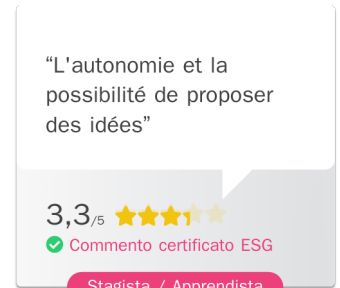 “L'autonomie et la
possibilité de proposer
des idées”
3,3/5
Commento certificato ESG
Stagista / Apprendista